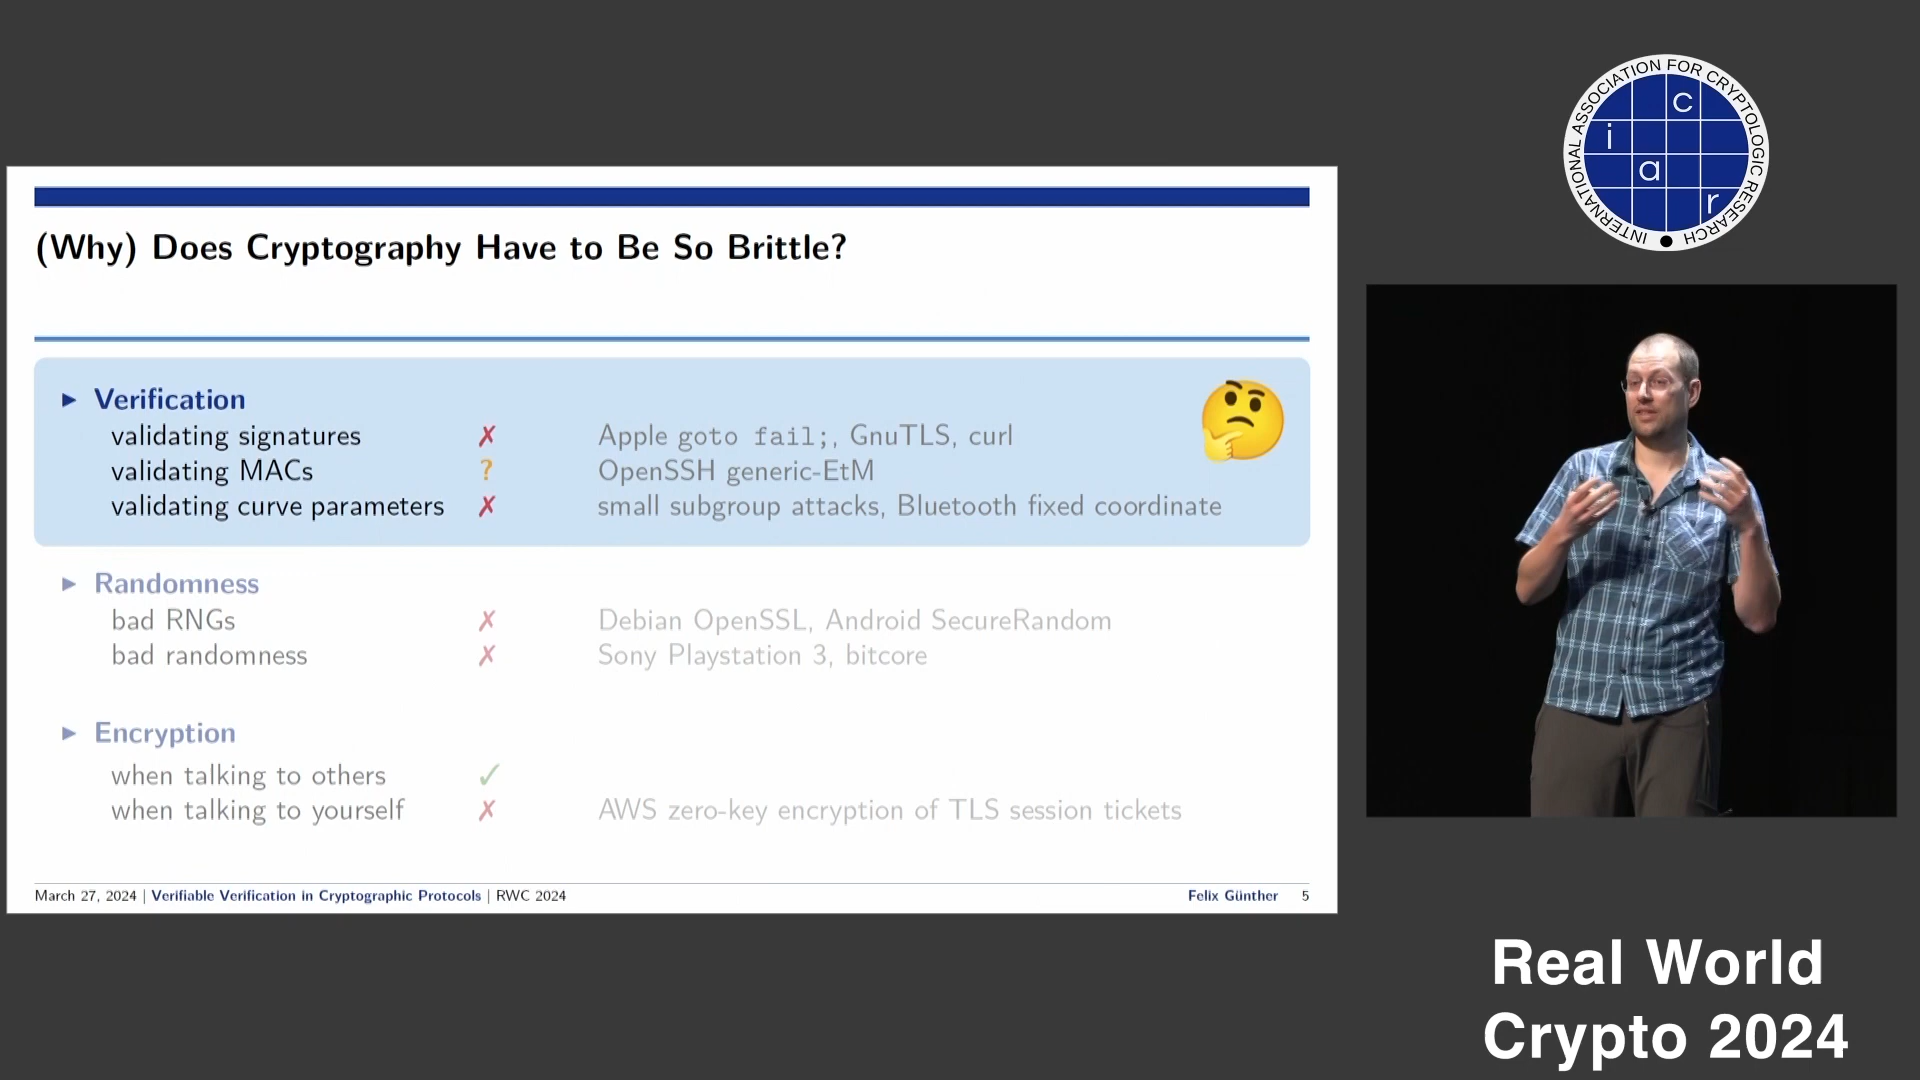 (Why) Does Cryptography Have to Be So Brittle?
▶ Verification
validating signatures ✗ Apple goto fail;, GnuTLS, curl
validating MACs ? OpenSSH generic-EtM
validating curve parameters ✗ small subgroup attacks, Bluetooth fixed coordinate
▶ Randomness
bad RNGs ✗ Debian OpenSSL, Android SecureRandom
bad randomness ✗ Sony Playstation 3, bitcore
▶ Encryption
when talking to others ✓
when talking to yourself ✗ AWS zero-key encryption of TLS session tickets
March 27, 2024 | Verifiable Verification in Cryptographic Protocols | RWC 2024 Felix Günther 5
INTERNATIONAL ASSOCIATION FOR CRYPTOLOGIC RESEARCH
i a c r
Real World
Crypto 2024